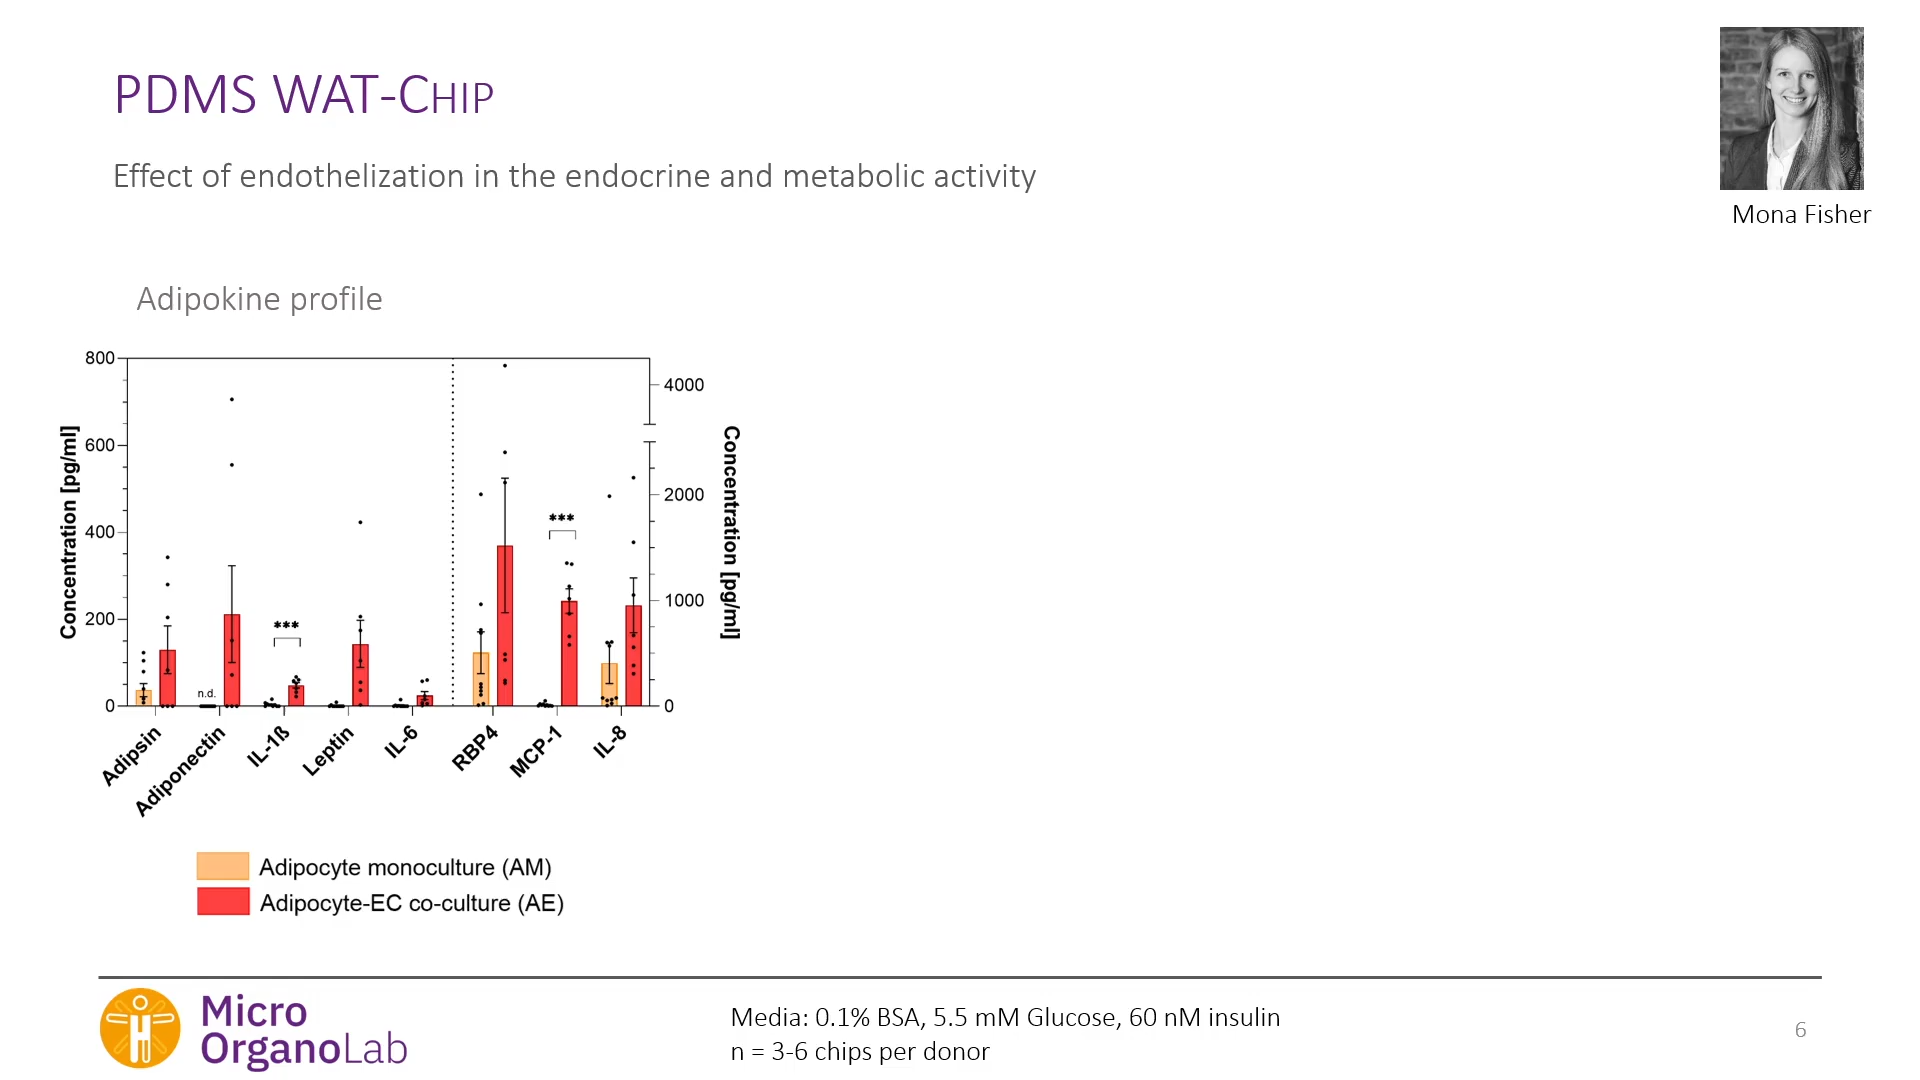 PDMS WAT-CHIP
Effect of endothelization in the endocrine and metabolic activity
Mona Fisher
Adipokine profile
800
600
400
200
0
Concentration [pg/ml]
4000
2000
1000
0
Concentration [pg/ml]
***
n.d.
***
Adipsin
Adiponectin
IL-1ß
Leptin
IL-6
RBP4
MCP-1
IL-8
Adipocyte monoculture (AM)
Adipocyte-EC co-culture (AE)
Micro
OrganoLab
Media: 0.1% BSA, 5.5 mM Glucose, 60 nM insulin
n = 3-6 chips per donor
6